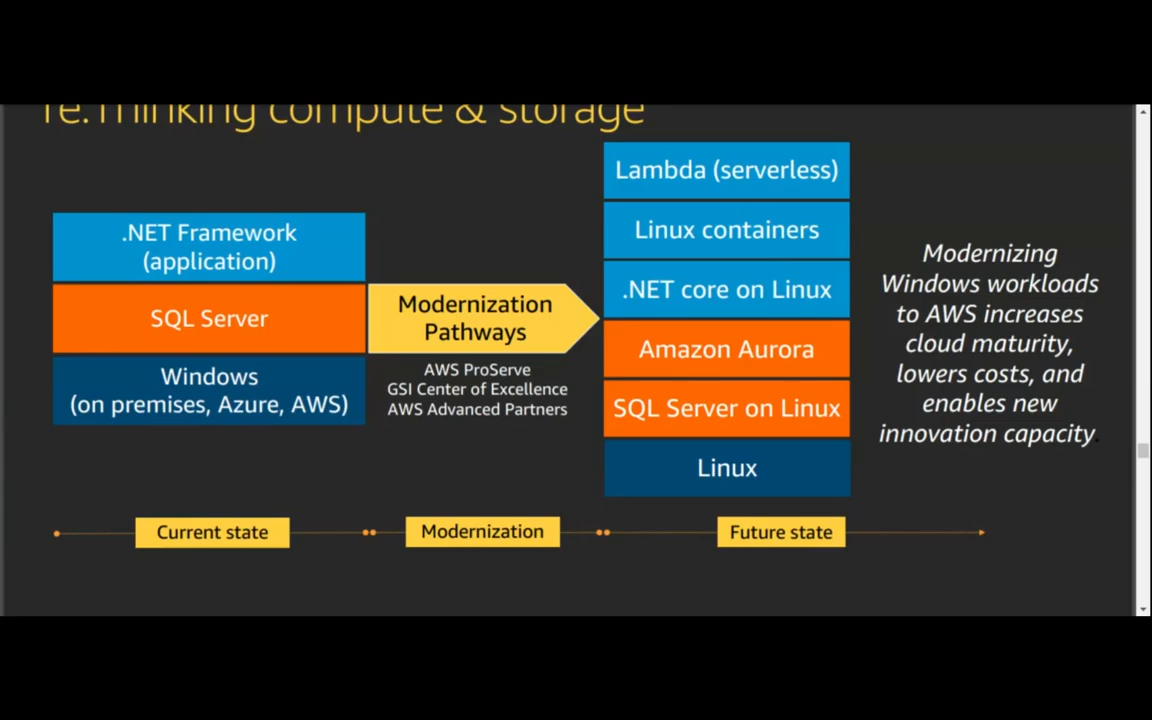 re:Thinking compute & storage
.NET Framework
(application)
SQL Server
Windows
(on premises, Azure, AWS)
Modernization
Pathways
AWS ProServe
GSI Center of Excellence
AWS Advanced Partners
Lambda (serverless)
Linux containers
.NET core on Linux
Amazon Aurora
SQL Server on Linux
Linux
Modernizing
Windows workloads
to AWS increases
cloud maturity,
lowers costs, and
enables new
innovation capacity.
Current state
Modernization
Future state